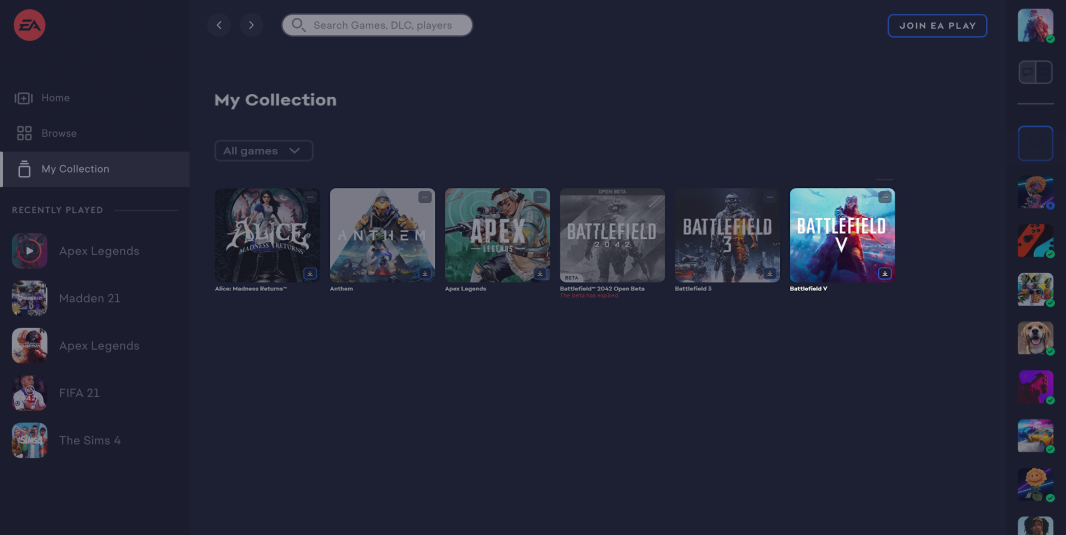 EA
Search Games, DLC, players
JOIN EA PLAY
Home
Browse
My Collection
RECENTLY PLAYED
Apex Legends
Madden 21
Apex Legends
FIFA 21
The Sims 4
My Collection
All games
ALICE
MADNESS RETURNS
ANTHEM
APEX
LEGENDS
OPEN BETA
BATTLEFIELD
2042
BETA
BATTLEFIELD
3
BATTLEFIELD
V
Alice: Madness Returns™
Anthem
Apex Legends
Battlefield™ 2042 Open Beta
The beta has expired
Battlefield 3
Battlefield V